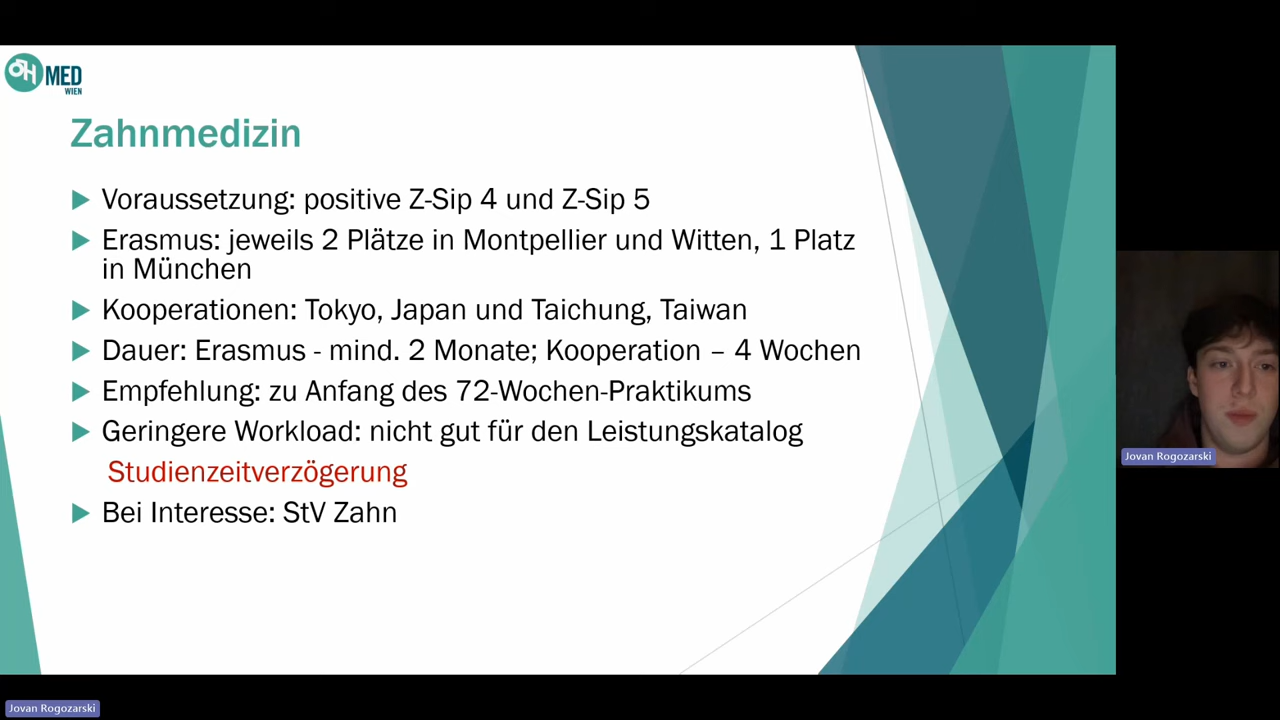 ÖH MED
WIEN
Zahnmedizin
Voraussetzung: positive Z-Sip 4 und Z-Sip 5
Erasmus: jeweils 2 Plätze in Montpellier und Witten, 1 Platz
in München
Kooperationen: Tokyo, Japan und Taichung, Taiwan
Dauer: Erasmus - mind. 2 Monate; Kooperation – 4 Wochen
Empfehlung: zu Anfang des 72-Wochen-Praktikums
Geringere Workload: nicht gut für den Leistungskatalog
Studienzeitverzögerung
Bei Interesse: StV Zahn
Jovan Rogozarski
Jovan Rogozarski